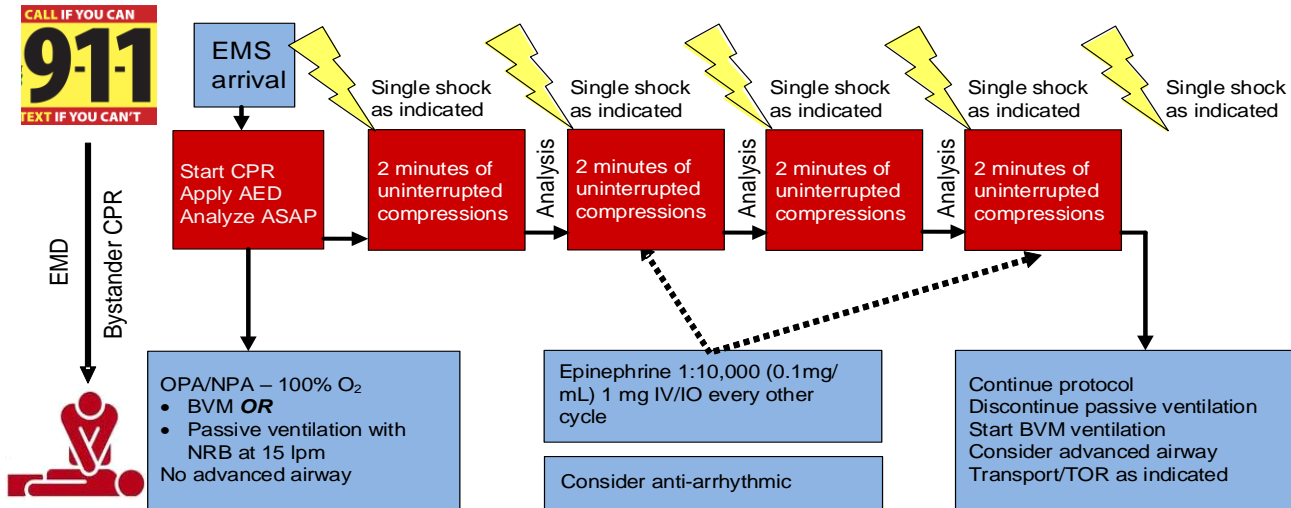 CALL IF YOU CAN
9-1-1
TEXT IF YOU CAN'T
EMS
arrival
Single shock
as indicated
Single shock
as indicated
Single shock
as indicated
Single shock
as indicated
Single shock
as indicated
Start CPR
Apply AED
Analyze ASAP
2 minutes of
uninterrupted
compressions
Analysis
2 minutes of
uninterrupted
compressions
Analysis
2 minutes of
uninterrupted
compressions
Analysis
2 minutes of
uninterrupted
compressions
EMD
Bystander CPR
OPA/NPA – 100% O₂
• BVM OR
• Passive ventilation with
NRB at 15 lpm
No advanced airway
Epinephrine 1:10,000 (0.1mg/
mL) 1 mg IV/IO every other
cycle
Consider anti-arrhythmic
Continue protocol
Discontinue passive ventilation
Start BVM ventilation
Consider advanced airway
Transport/TOR as indicated